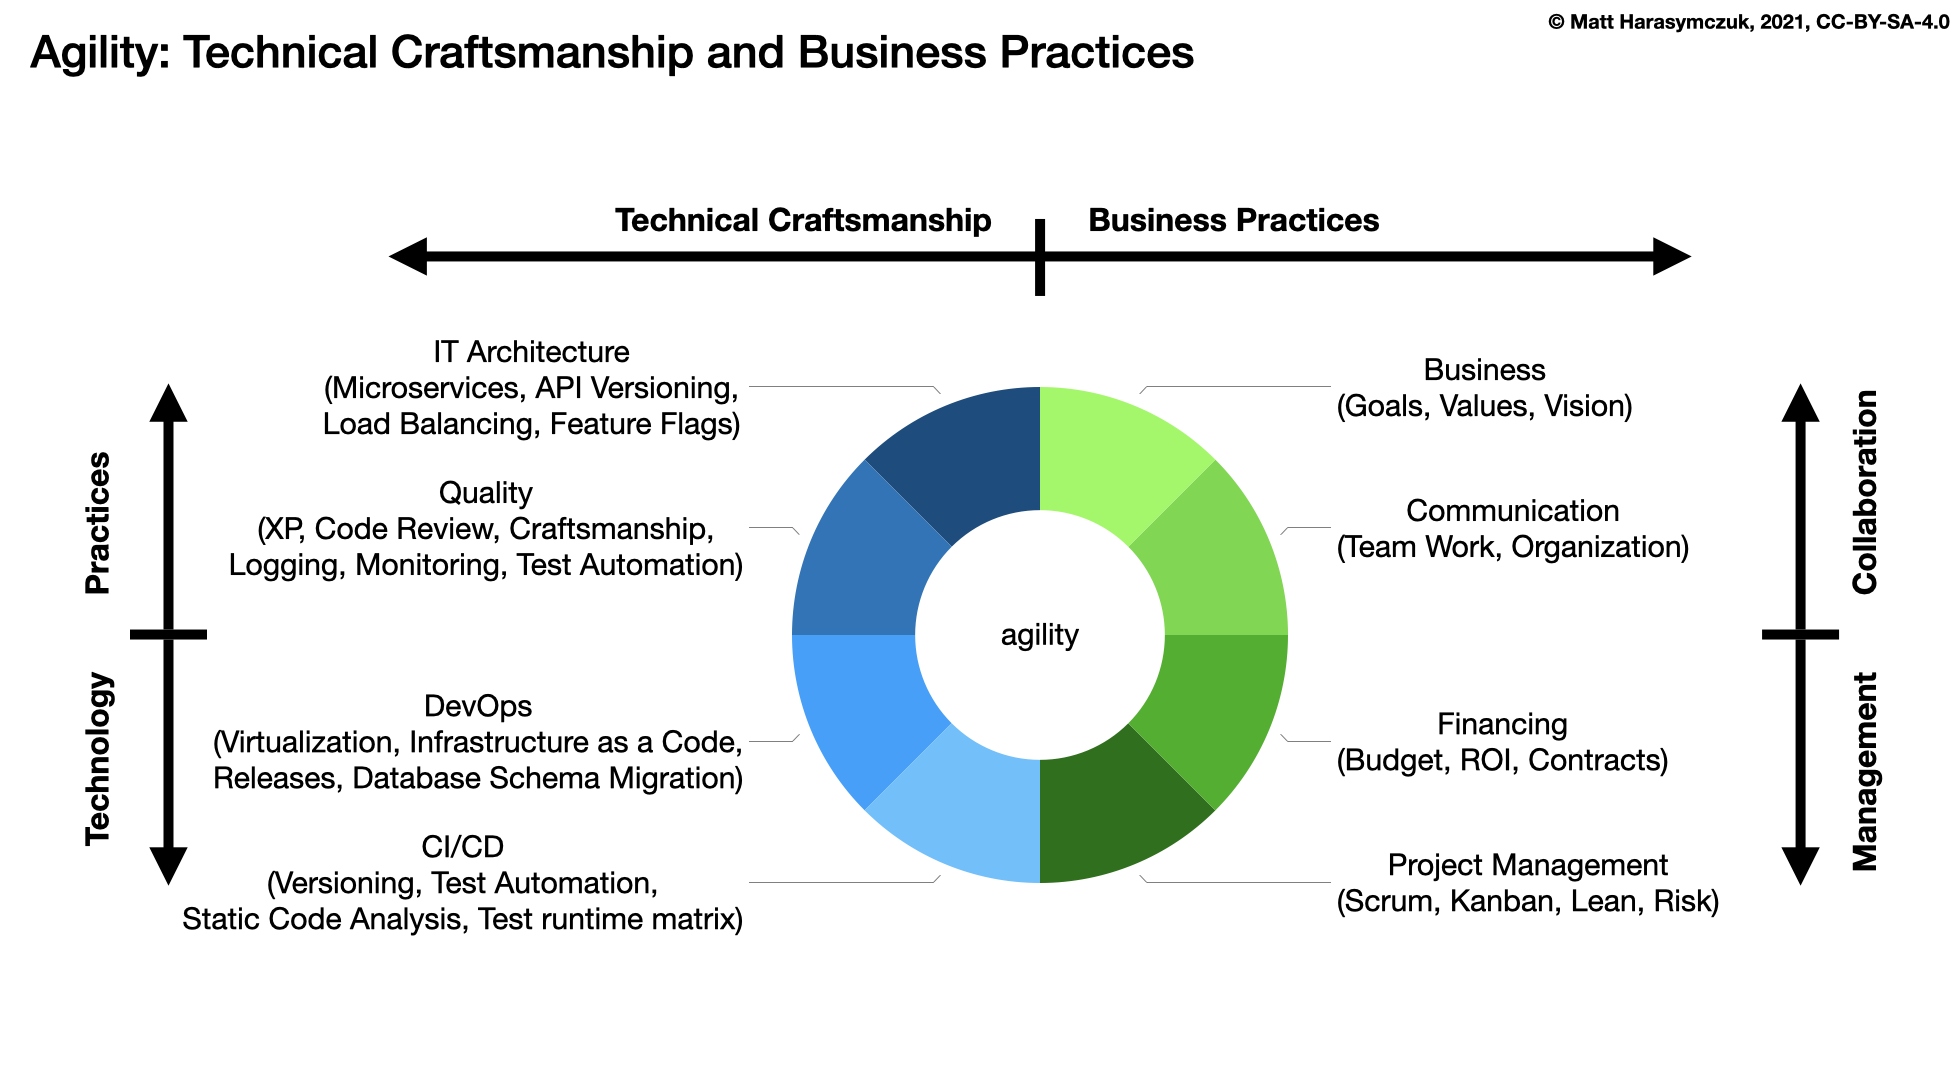 © Matt Harasymczuk, 2021, CC-BY-SA-4.0
Agility: Technical Craftsmanship and Business Practices
Technical Craftsmanship
Business Practices
Practices
Technology
IT Architecture
(Microservices, API Versioning,
Load Balancing, Feature Flags)
Quality
(XP, Code Review, Craftsmanship,
Logging, Monitoring, Test Automation)
DevOps
(Virtualization, Infrastructure as a Code,
Releases, Database Schema Migration)
CI/CD
(Versioning, Test Automation,
Static Code Analysis, Test runtime matrix)
agility
Business
(Goals, Values, Vision)
Communication
(Team Work, Organization)
Financing
(Budget, ROI, Contracts)
Project Management
(Scrum, Kanban, Lean, Risk)
Collaboration
Management